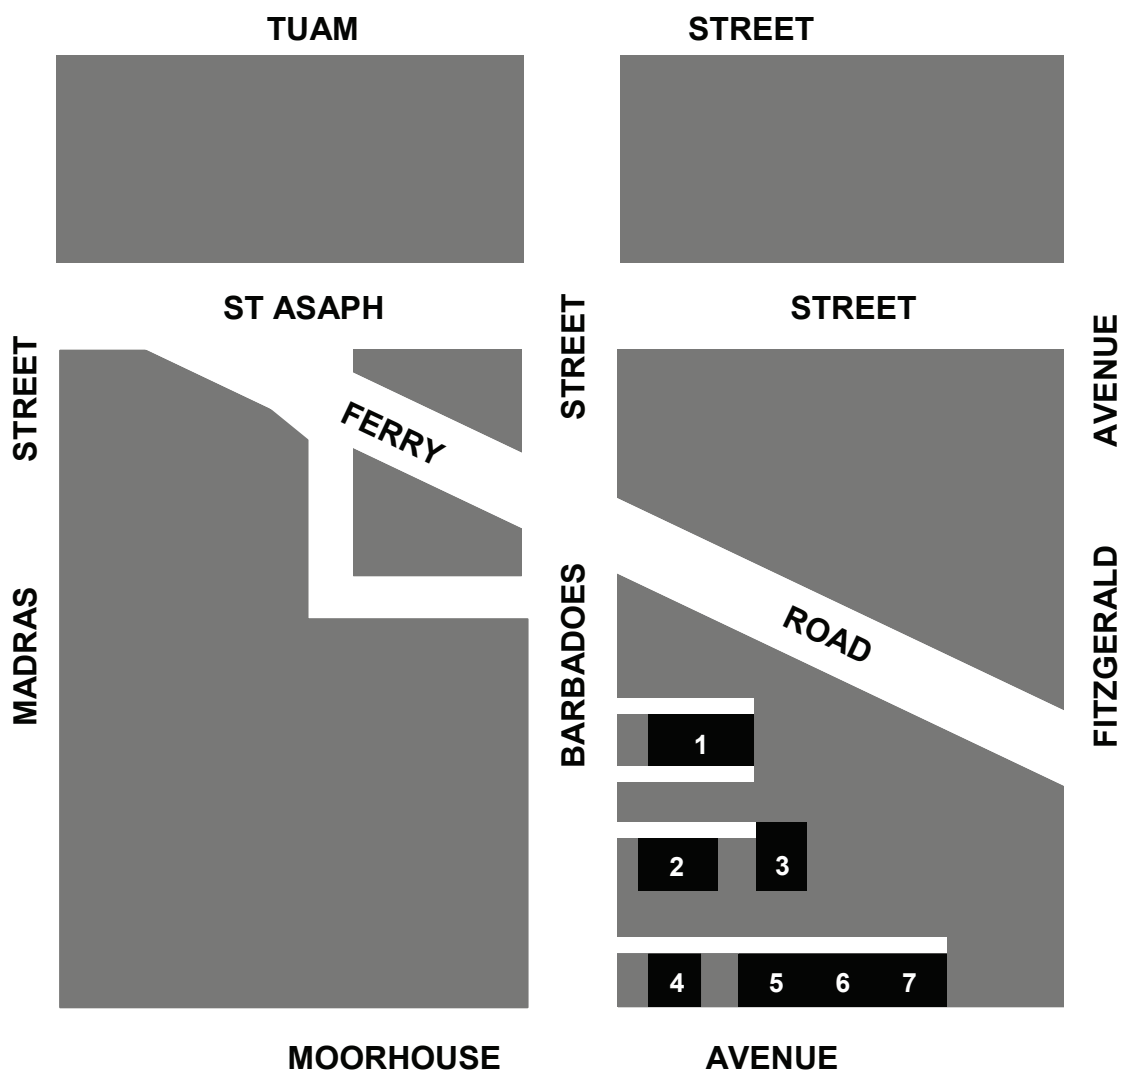 TUAM STREET
ST ASAPH STREET
MADRAS STREET
FERRY ROAD
BARBADOES STREET
FITZGERALD AVENUE
1
2 3
4 5 6 7
MOORHOUSE AVENUE